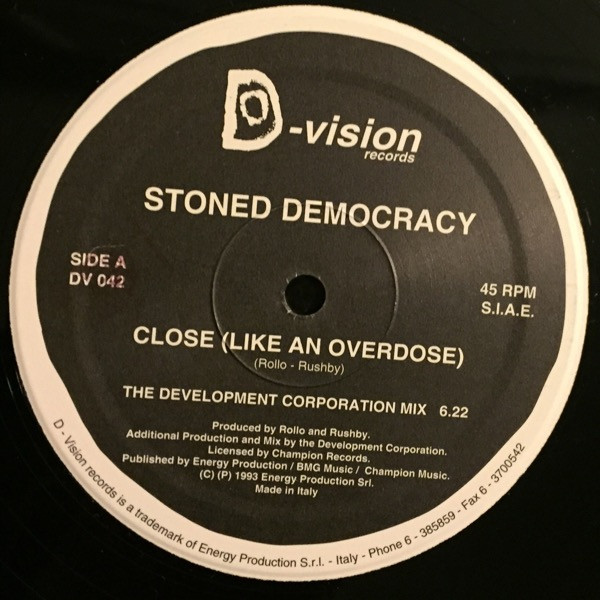 D-vision
records
STONED DEMOCRACY
SIDE A
DV 042
45 RPM
S.I.A.E.
CLOSE (LIKE AN OVERDOSE)
(Rollo - Rushby)
THE DEVELOPMENT CORPORATION MIX 6.22
Produced by Rollo and Rushby.
Additional Production and Mix by the Development Corporation.
Licensed by Champion Records.
Published by Energy Production / BMG Music / Champion Music.
(C) (P) 1993 Energy Production Srl.
Made in Italy
D - Vision records is a trademark of Energy Production S.r.l. - Italy - Phone 6 - 385859 - Fax 6 - 3700542